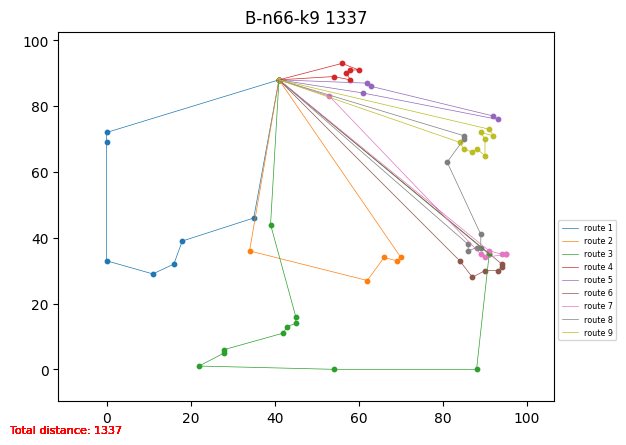 B-n66-k9 1337
100
80
60
40
20
0
0 20 40 60 80 100
route 1
route 2
route 3
route 4
route 5
route 6
route 7
route 8
route 9
Total distance: 1337